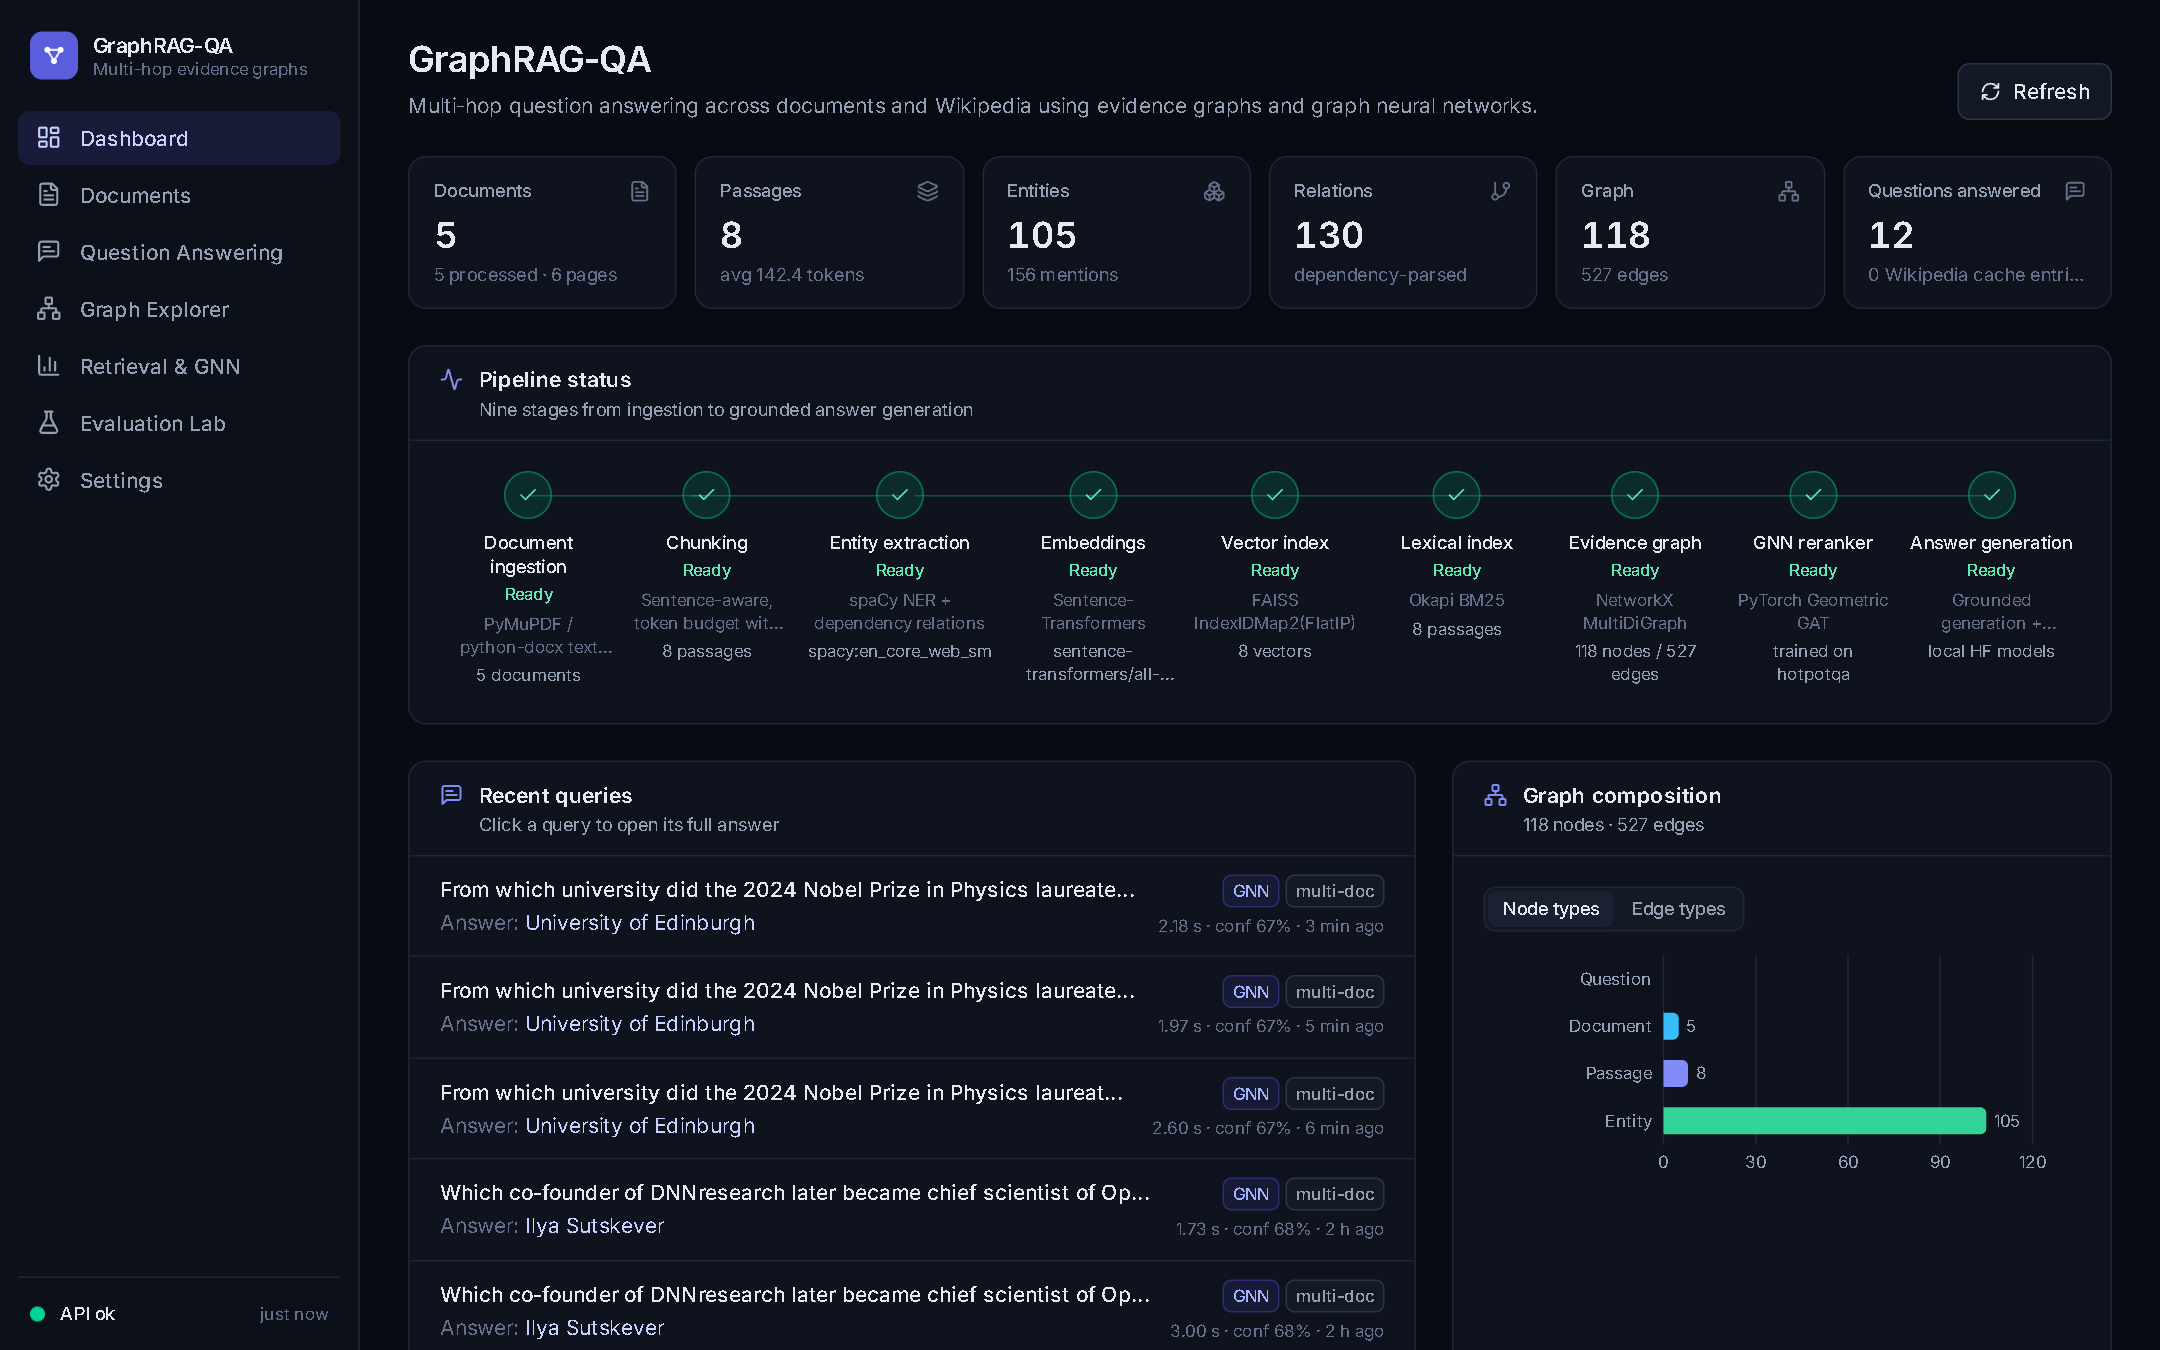 GraphRAG-QA
Multi-hop evidence graphs
Dashboard
Documents
Question Answering
Graph Explorer
Retrieval & GNN
Evaluation Lab
Settings
API ok
just now
GraphRAG-QA
Multi-hop question answering across documents and Wikipedia using evidence graphs and graph neural networks.
Refresh
Documents
5
5 processed · 6 pages
Passages
8
avg 142.4 tokens
Entities
105
156 mentions
Relations
130
dependency-parsed
Graph
118
527 edges
Questions answered
12
0 Wikipedia cache entri...
Pipeline status
Nine stages from ingestion to grounded answer generation
Document
ingestion
Ready
PyMuPDF /
python-docx text...
5 documents
Chunking
Ready
Sentence-aware,
token budget wit...
8 passages
Entity extraction
Ready
spaCy NER +
dependency relations
spacy:en_core_web_sm
Embeddings
Ready
Sentence-
Transformers
sentence-
transformers/all-...
Vector index
Ready
FAISS
IndexIDMap2(FlatIP)
8 vectors
Lexical index
Ready
Okapi BM25
8 passages
Evidence graph
Ready
NetworkX
MultiDiGraph
118 nodes / 527
edges
GNN reranker
Ready
PyTorch Geometric
GAT
trained on
hotpotqa
Answer generation
Ready
Grounded
generation +...
local HF models
Recent queries
Click a query to open its full answer
From which university did the 2024 Nobel Prize in Physics laureate...
GNN
multi-doc
Answer: University of Edinburgh
2.18 s · conf 67% · 3 min ago
From which university did the 2024 Nobel Prize in Physics laureate...
GNN
multi-doc
Answer: University of Edinburgh
1.97 s · conf 67% · 5 min ago
From which university did the 2024 Nobel Prize in Physics laureat...
GNN
multi-doc
Answer: University of Edinburgh
2.60 s · conf 67% · 6 min ago
Which co-founder of DNNresearch later became chief scientist of Op...
GNN
multi-doc
Answer: Ilya Sutskever
1.73 s · conf 68% · 2 h ago
Which co-founder of DNNresearch later became chief scientist of Op...
GNN
multi-doc
Answer: Ilya Sutskever
3.00 s · conf 68% · 2 h ago
Graph composition
118 nodes · 527 edges
Node types
Edge types
Question
Document
5
Passage
8
Entity
105
0
30
60
90
120